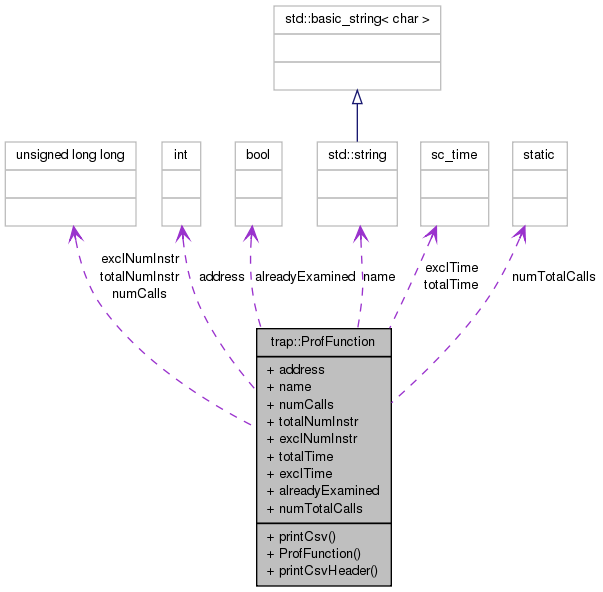 std::basic_string< char >
unsigned long long
int
bool
std::string
sc_time
static
exclNumInstr
totalNumInstr
numCalls
address
alreadyExamined
name
exclTime
totalTime
numTotalCalls
trap::ProfFunction
+ address
+ name
+ numCalls
+ totalNumInstr
+ exclNumInstr
+ totalTime
+ exclTime
+ alreadyExamined
+ numTotalCalls
+ printCsv()
+ ProfFunction()
+ printCsvHeader()